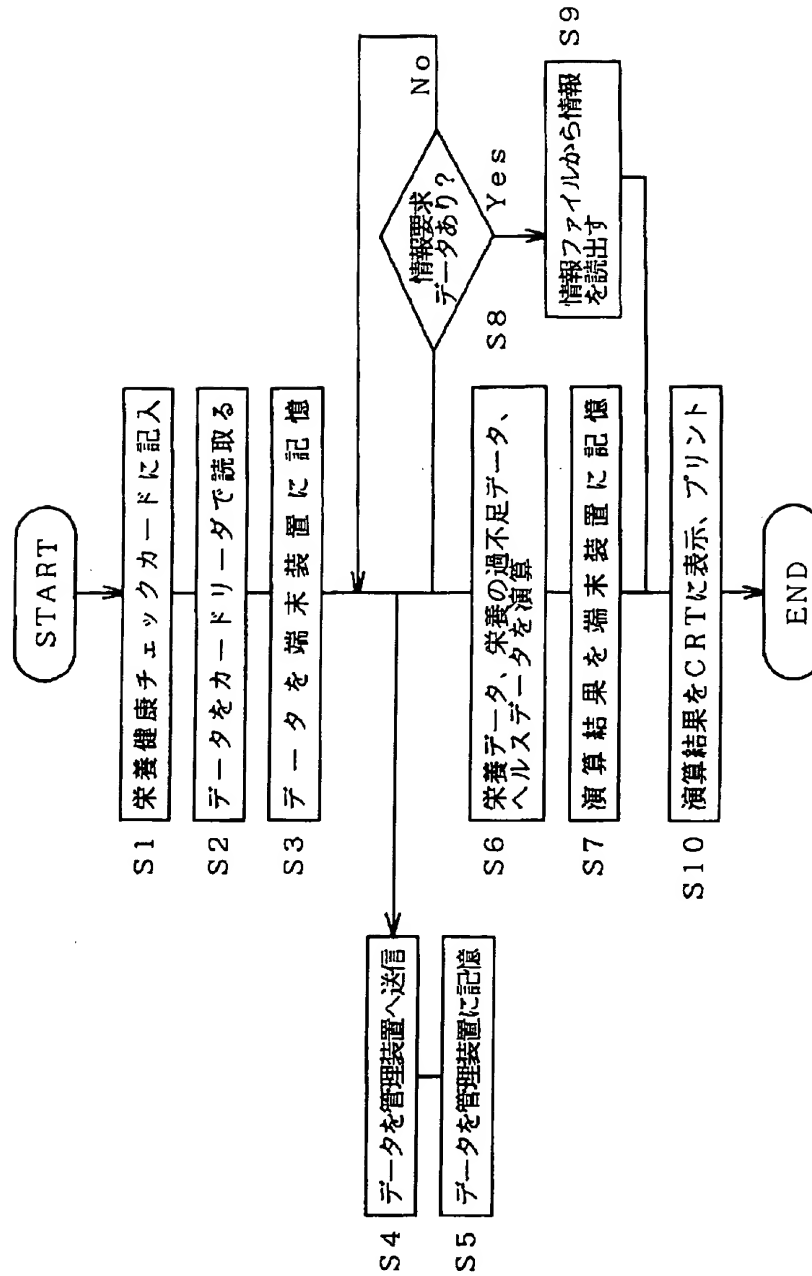 START
S1
栄養健康チェックカードに記入
S2
データをカードリーダで読取る
S3
データを端末装置に記憶
S4
データを管理装置へ送信
S5
データを管理装置に記憶
S6
栄養データ、栄養の過不足データ、
ヘルスデータを演算
S7
演算結果を端末装置に記憶
S8
情報要求
データあり?
No
Yes
S9
情報ファイルから情報
を読出す
S10
演算結果をCRTに表示、プリント
END